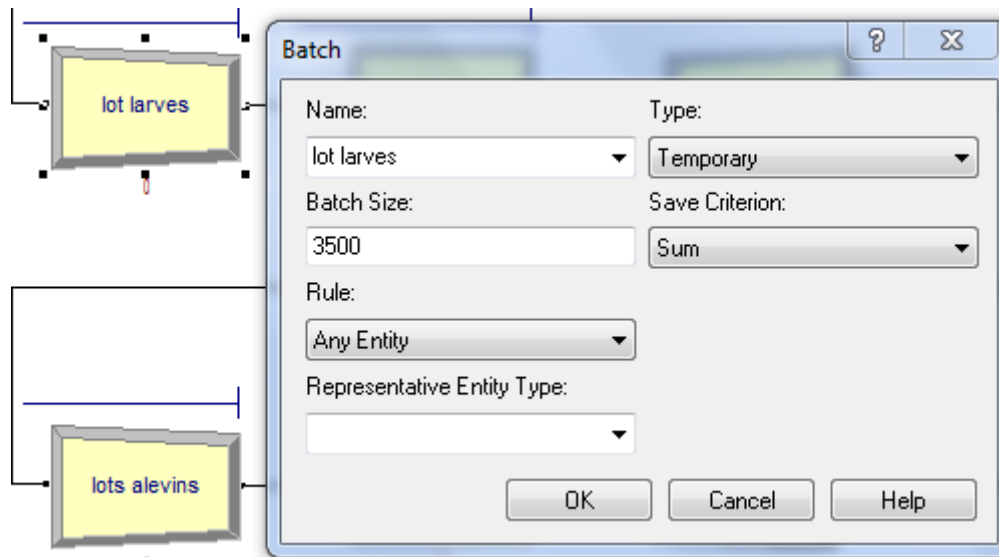 lot larves
0
lots alevins
Batch
?
Name:
Type:
lot larves
Temporary
Batch Size:
Save Criterion:
3500
Sum
Rule:
Any Entity
Representative Entity Type:
OK
Cancel
Help